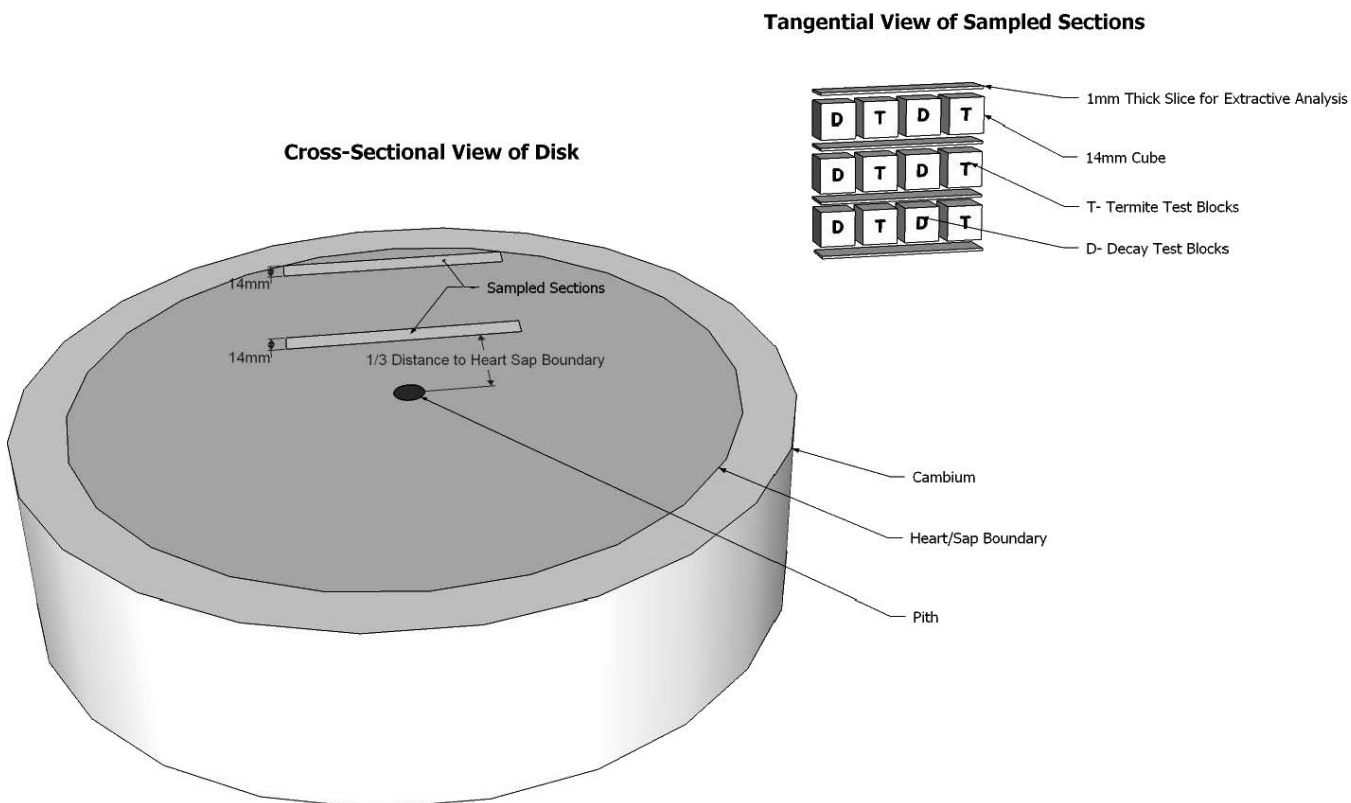 Tangential View of Sampled Sections
1mm Thick Slice for Extractive Analysis
D T D T
14mm Cube
D T D T
T- Termite Test Blocks
D T D T
D- Decay Test Blocks
Cross-Sectional View of Disk
14mm
Sampled Sections
14mm
1/3 Distance to Heart Sap Boundary
Cambium
Heart/Sap Boundary
Pith